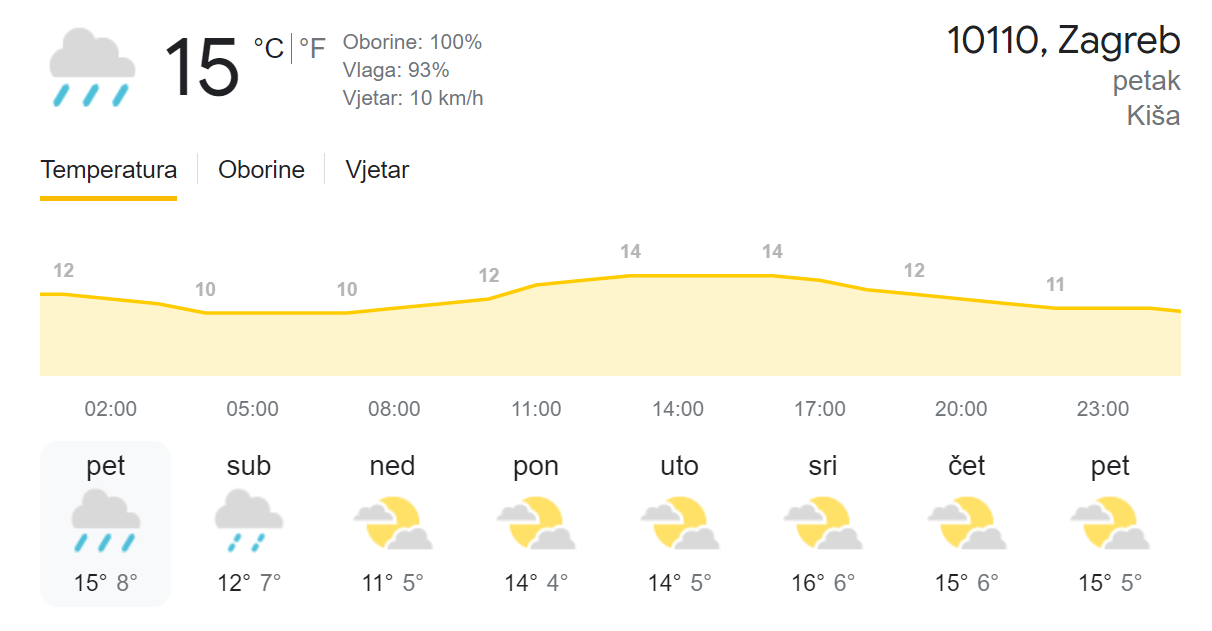 15 °C | °F
Oborine: 100%
Vlaga: 93%
Vjetar: 10 km/h
10110, Zagreb
petak
Kiša
Temperatura Oborine Vjetar
12 10 10 12 14 14 12 11
02:00 05:00 08:00 11:00 14:00 17:00 20:00 23:00
pet sub ned pon uto sri čet pet
15° 8° 12° 7° 11° 5° 14° 4° 14° 5° 16° 6° 15° 6° 15° 5°